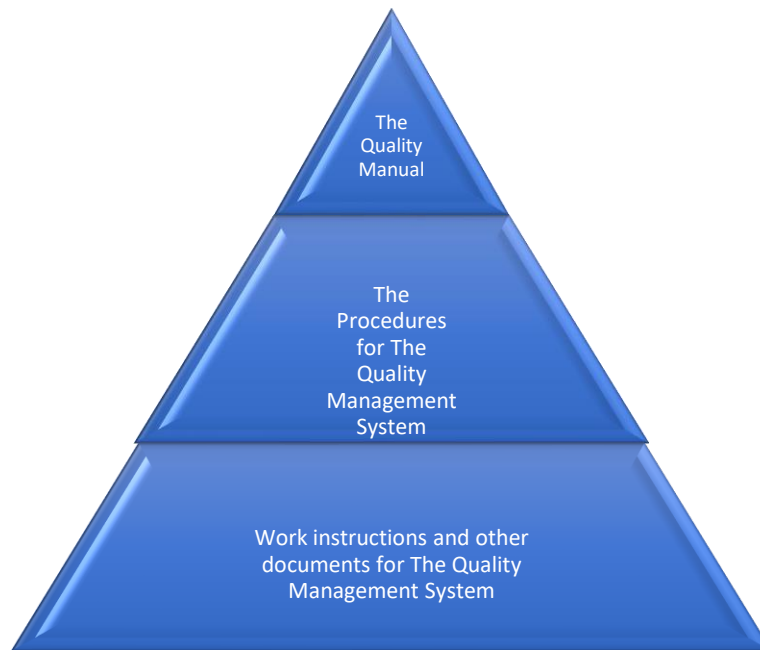 The
Quality
Manual
The
Procedures
for The
Quality
Management
System
Work instructions and other
documents for The Quality
Management System